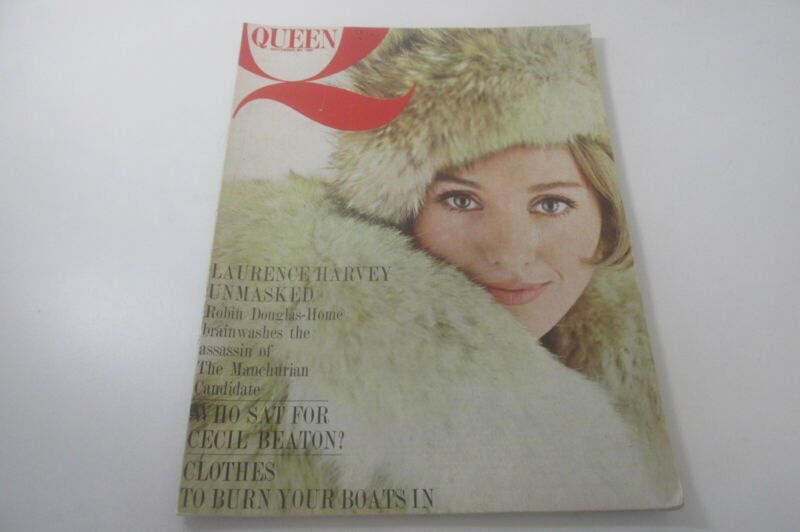 QUEEN
LAURENCE HARVEY
UNMASKED
Robin Douglas-Home
brainwashes the
assassin of
The Manchurian
Candidate
WHO SAT FOR
CECIL BEATON?
CLOTHES
TO BURN YOUR BOATS IN